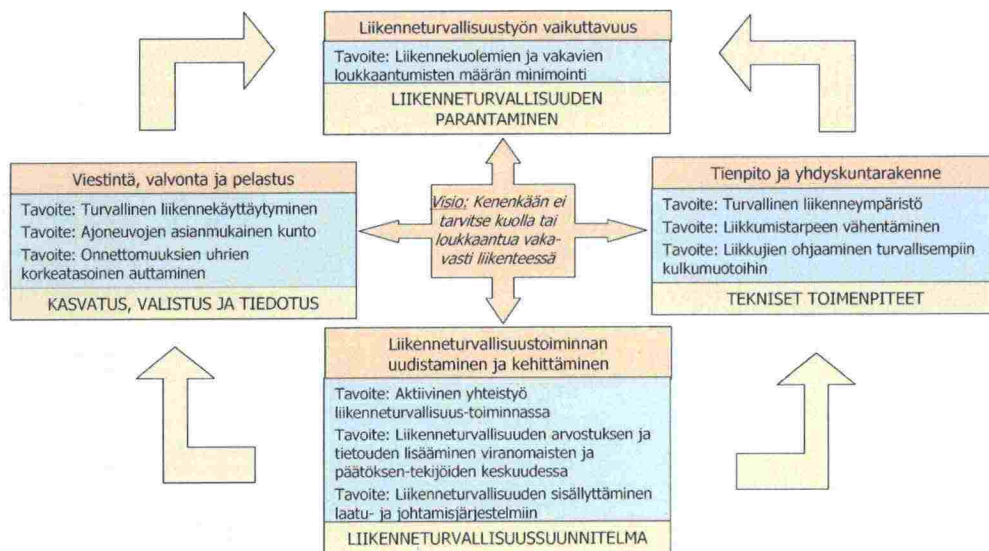 Liikenneturvallisuustyön vaikuttavuus
Tavoite: Liikennekuolemien ja vakavien
loukkaantumisten määrän minimointi
LIIKENNETURVALLISUUDEN
PARANTAMINEN
Viestintä, valvonta ja pelastus
Tavoite: Turvallinen liikennekäyttäytyminen
Tavoite: Ajoneuvojen asianmukainen kunto
Tavoite: Onnettomuuksien uhrien
korkeatasoinen auttaminen
KASVATUS, VALISTUS JA TIEDOTUS
Visio: Kenenkään ei
tarvitse kuolla tai
loukkaantua vaka-
vasti liikenteessä
Tienpito ja yhdyskuntarakenne
Tavoite: Turvallinen liikenneympäristö
Tavoite: Liikkumistarpeen vähentäminen
Tavoite: Liikkujien ohjaaminen turvallisempiin
kulkumuotoihin
TEKNISET TOIMENPITEET
Liikenneturvallisuustoiminnan
uudistaminen ja kehittäminen
Tavoite: Aktiivinen yhteistyö
liikenneturvallisuus-toiminnassa
Tavoite: Liikenneturvallisuuden arvostuksen ja
tietouden lisääminen viranomaisten ja
päätöksen-tekijöiden keskuudessa
Tavoite: Liikenneturvallisuuden sisällyttäminen
laatu- ja johtamisjärjestelmiin
LIIKENNETURVALLISUUSSUUNNITELMA